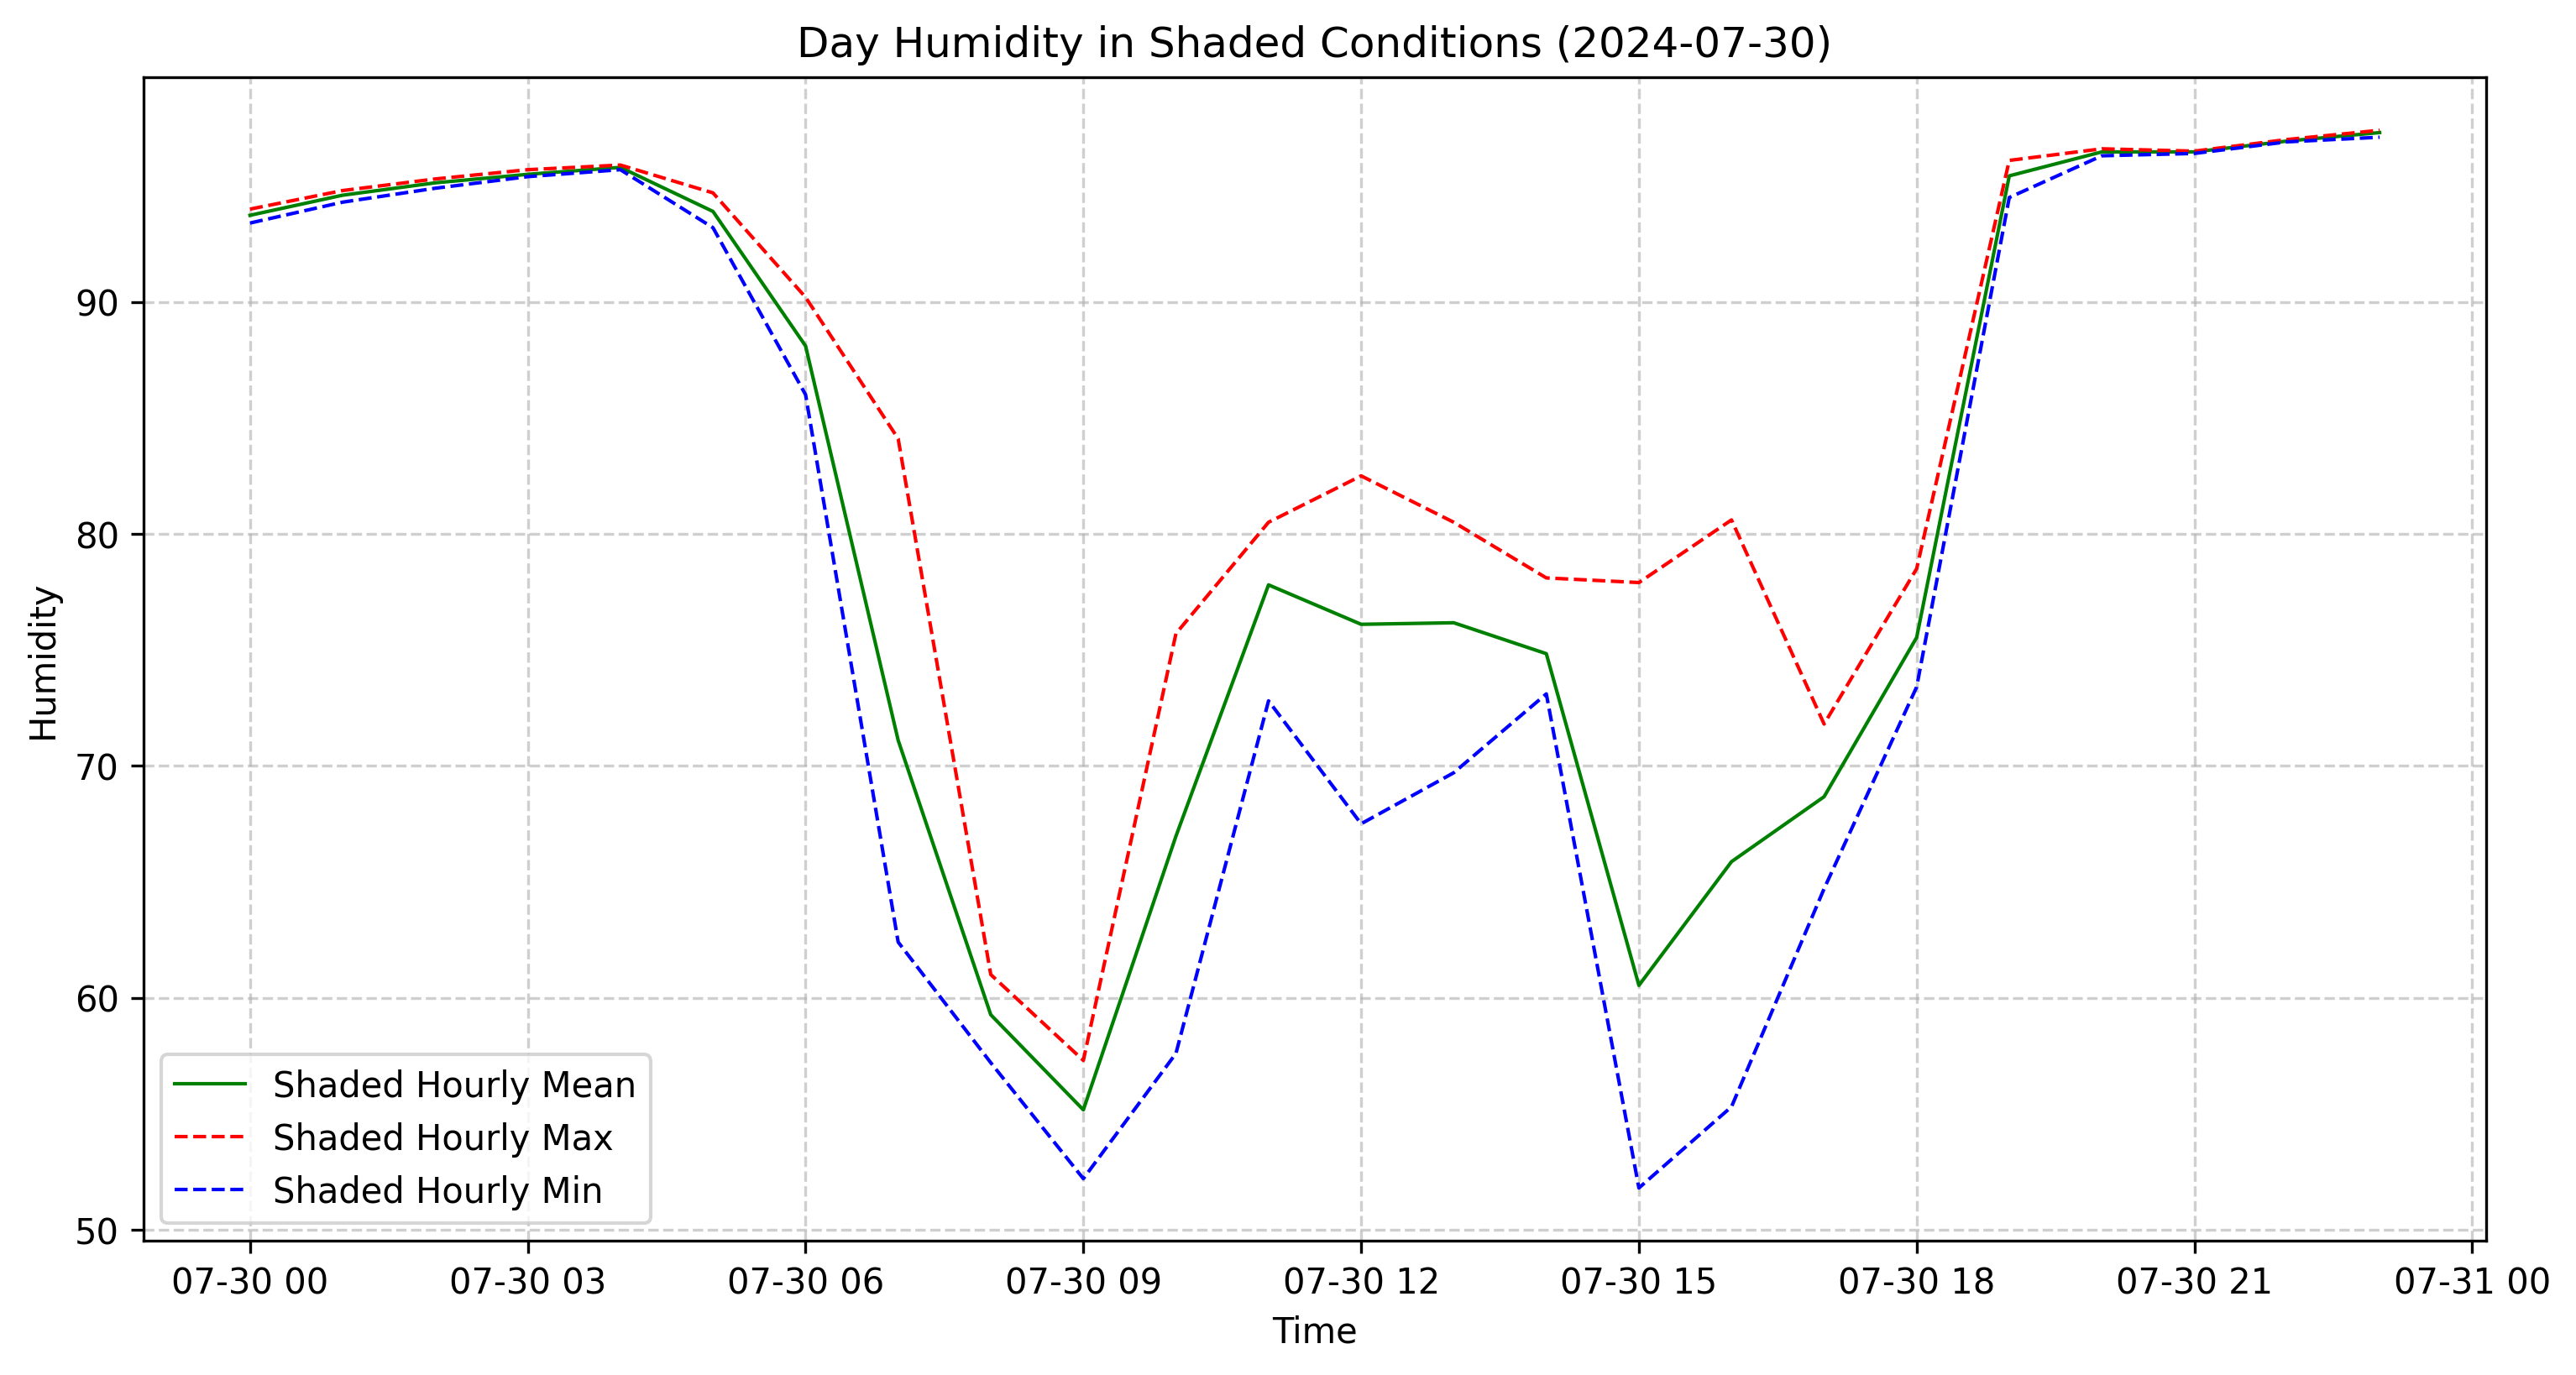 Day Humidity in Shaded Conditions (2024-07-30)
Humidity
90
80
70
60
50
Shaded Hourly Mean
Shaded Hourly Max
Shaded Hourly Min
07-30 00 07-30 03 07-30 06 07-30 09 07-30 12 07-30 15 07-30 18 07-30 21 07-31 00
Time